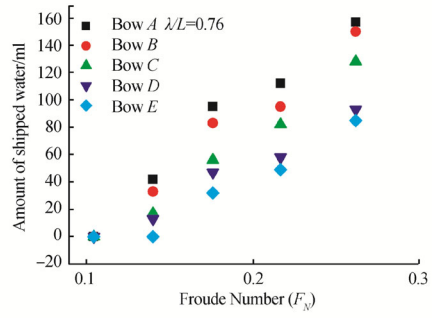 160
140
120
100
80
60
40
20
0
−20
Amount of shipped water/ml
Bow A λ/L=0.76
Bow B
Bow C
Bow D
Bow E
0.1
0.2
0.3
Froude Number (F_N)